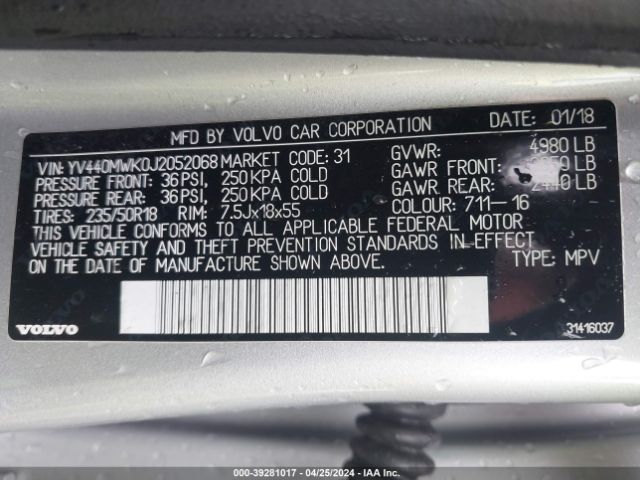 MFD BY VOLVO CAR CORPORATION DATE: 01/18
VIN: YV440MWK0J2052068 MARKET CODE: 31 GVWR: 4980 LB
PRESSURE FRONT: 36 PSI, 250 KPA COLD GAWR FRONT: LB
PRESSURE REAR: 36 PSI, 250 KPA COLD GAWR REAR: LB
TIRES: 235/50R18 RIM: 7.5Jx18x55 COLOUR: 711-16
THIS VEHICLE CONFORMS TO ALL APPLICABLE FEDERAL MOTOR
VEHICLE SAFETY AND THEFT PREVENTION STANDARDS IN EFFECT
ON THE DATE OF MANUFACTURE SHOWN ABOVE. TYPE: MPV
VOLVO 31416037
000-39281017 - 04/25/2024 - IAA Inc.